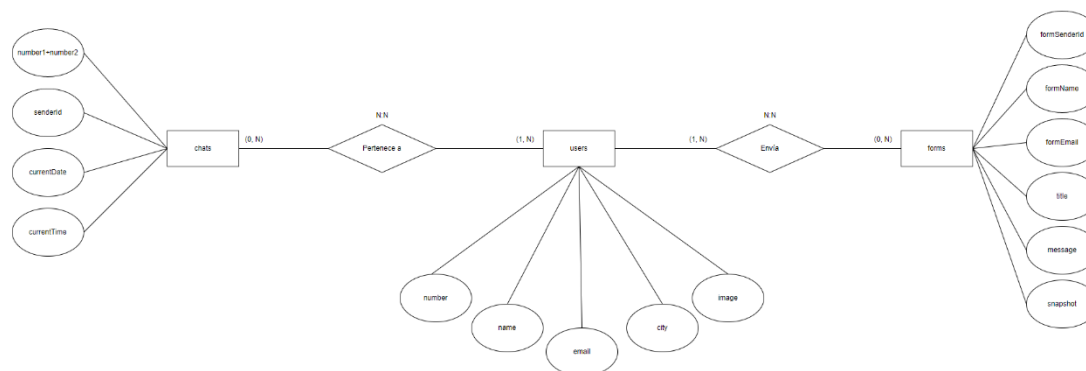 number1+number2
senderId
currentDate
currentTime
chats
(0, N)
N:N
Pertenece a
(1, N)
users
(1, N)
N:N
Envía
(0, N)
forms
formSenderId
formName
formEmail
title
message
snapshot
number
name
email
city
image